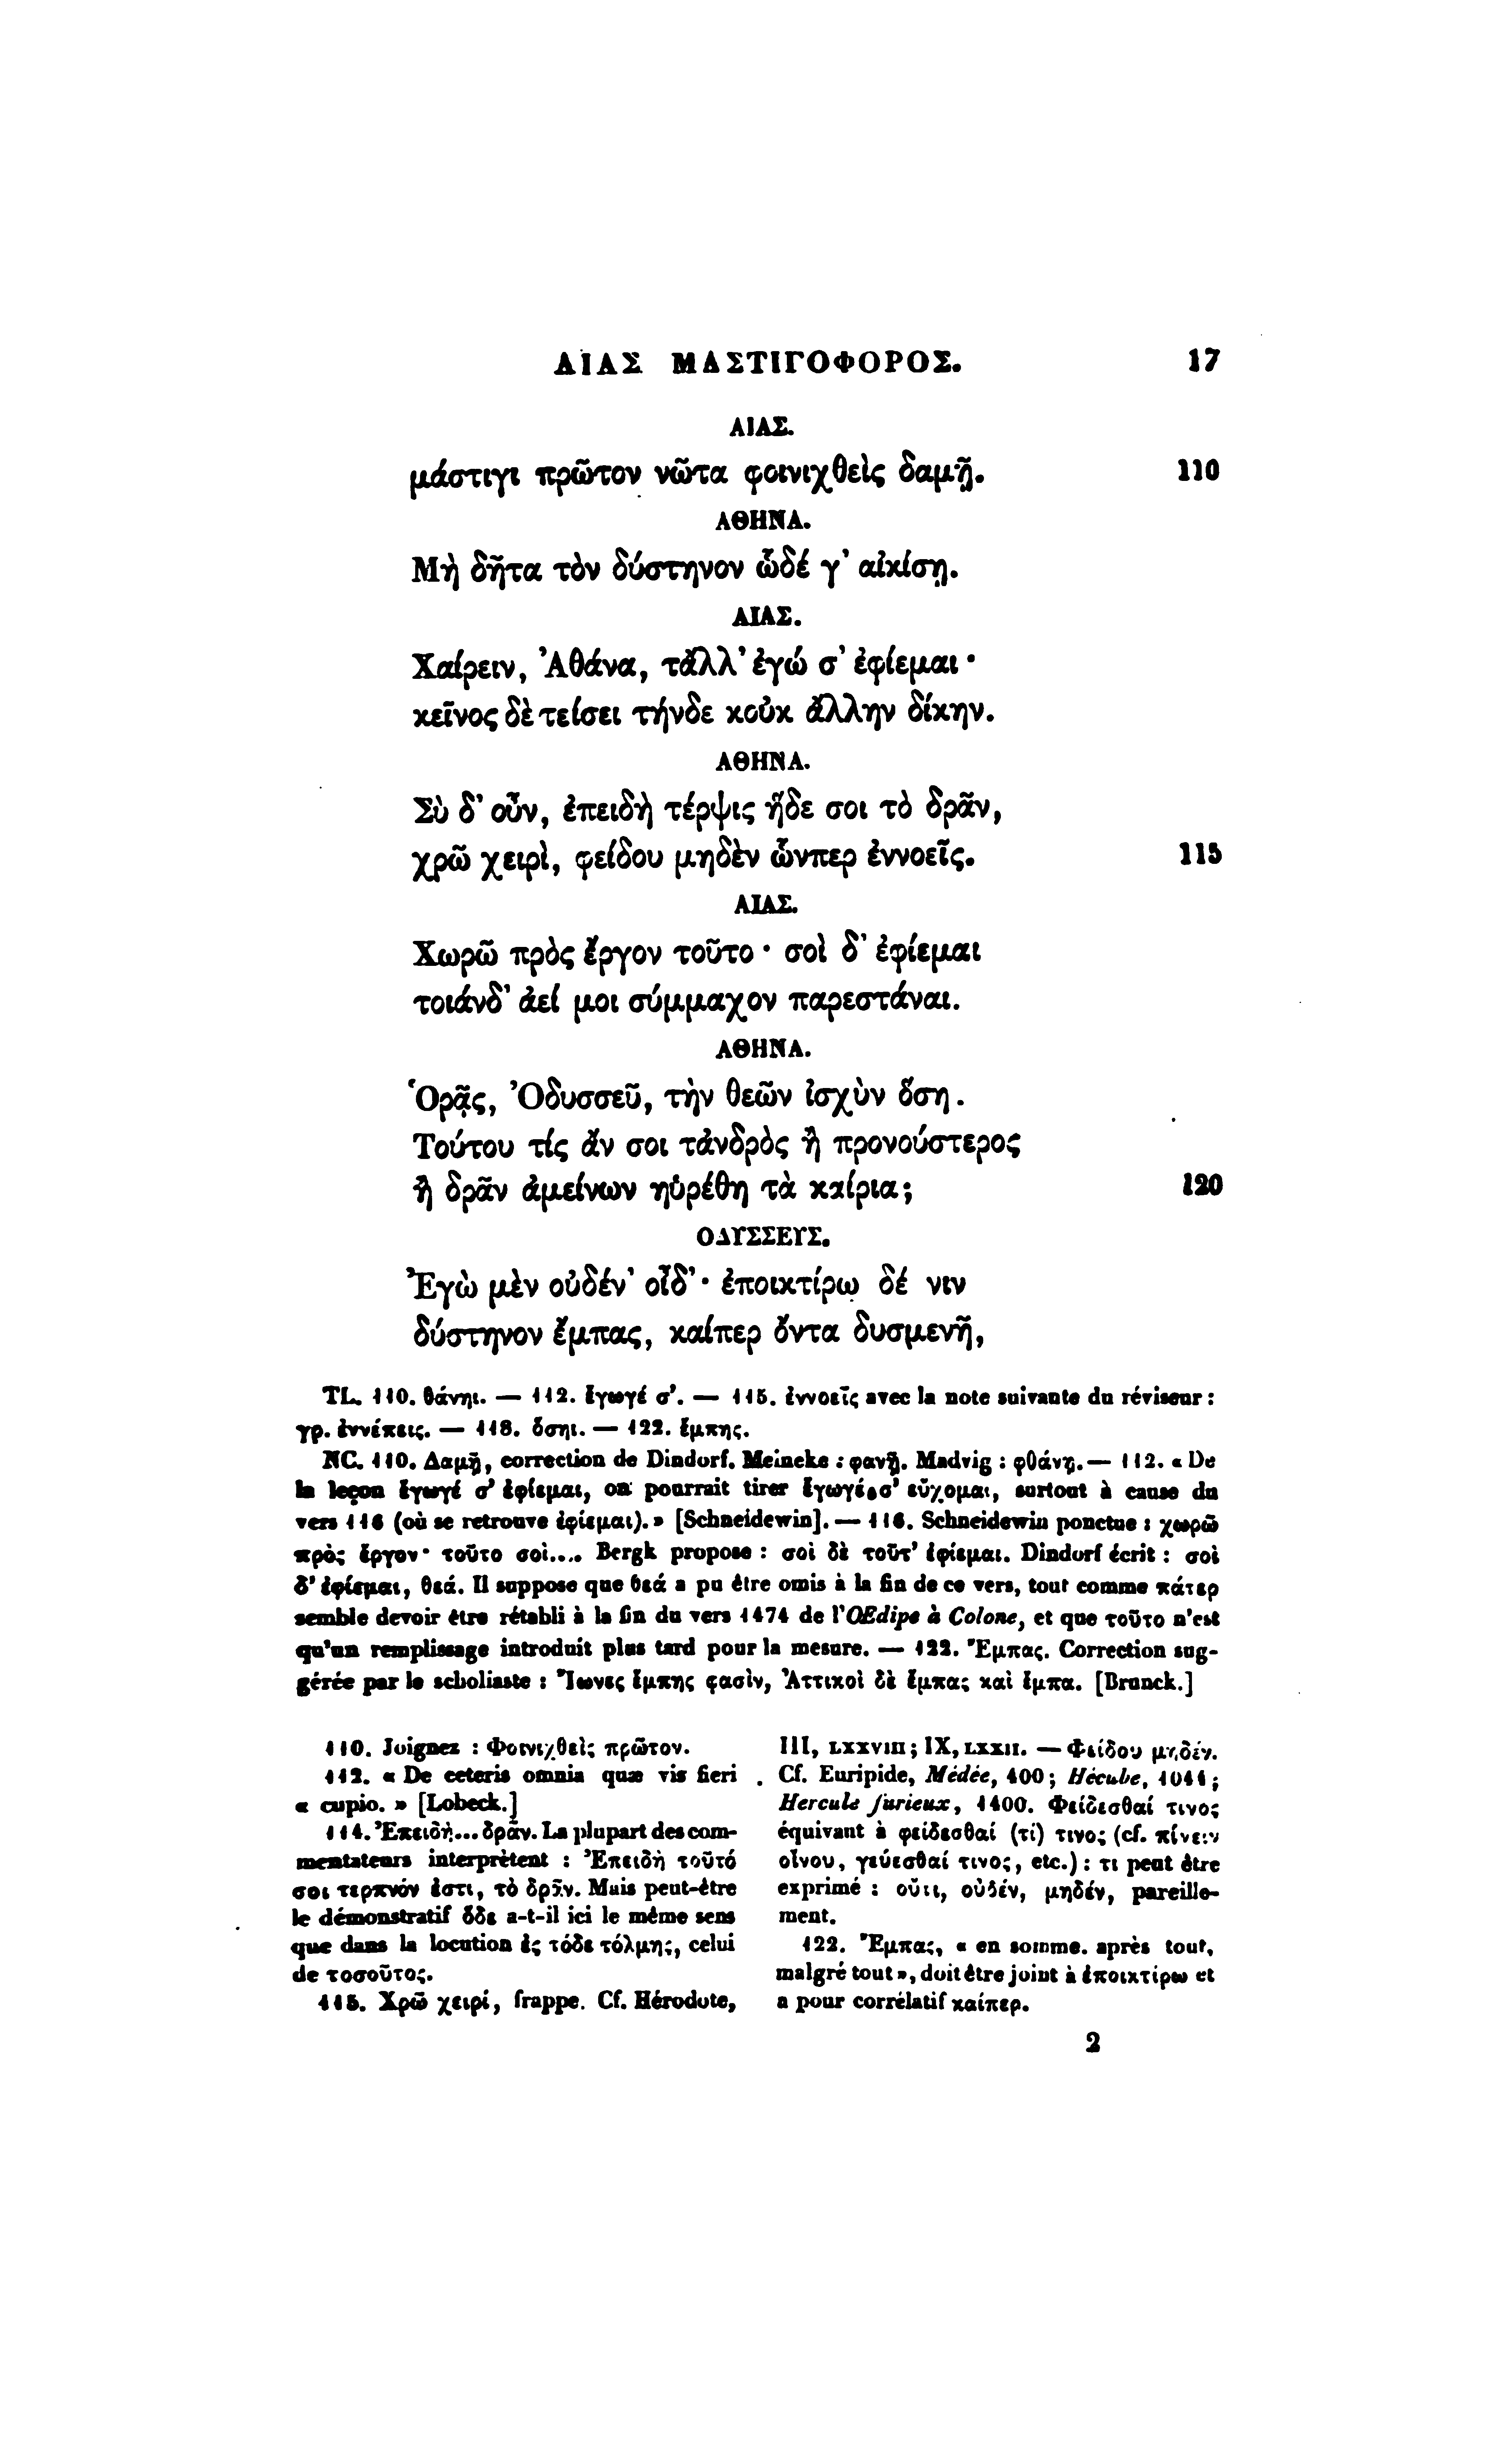 ΑΙΑΣ ΜΑΣΤΙΓΟΦΟΡΟΣ. 17
ΑΙΑΣ.
μάστιγι πρῶτον νῶτα φοινιχθεὶς δαμῇ. 110
ΑΘΗΝΑ.
Μὴ δῆτα τὸν δύστηνον ὧδέ γ’ αἰκίσῃ.
ΑΙΑΣ.
Χαίρειν, Ἀθάνα, τἄλλ’ ἐγώ σ’ ἐφίεμαι·
κεῖνος δὲ τείσει τήνδε κοὐκ ἄλλην δίκην.
ΑΘΗΝΑ.
Σὺ δ’ οὖν, ἐπειδὴ τέρψις ἥδε σοι τὸ δρᾶν,
χρῶ χειρὶ, φείδου μηδὲν ὧνπερ ἐννοεῖς. 115
ΑΙΑΣ.
Χωρῶ πρὸς ἔργον τοῦτο· σοὶ δ’ ἐφίεμαι
τοιάνδ’ ἀεί μοι σύμμαχον παρεστάναι.
ΑΘΗΝΑ.
Ὁρᾷς, Ὀδυσσεῦ, τὴν θεῶν ἰσχὺν ὅση.
Τούτου τίς ἄν σοι τἀνδρὸς ἢ προνούστερος
ἢ δρᾶν ἀμείνων ηὑρέθη τὰ καίρια; 120
ΟΔΥΣΣΕΥΣ.
Ἐγὼ μὲν οὐδέν’ οἶδ’· ἐποικτίρω δέ νιν
δύστηνον ἔμπας, καίπερ ὄντα δυσμενῆ,
TL. 110. θάνηι. — 112. ἔγωγέ σ’. — 115. ἐννοεῖς avec la note suivante du réviseur :
γρ. ἐννέπεις. — 118. ὅσηι. — 122. ἔμπης.
NC. 110. Δαμῇ, correction de Dindorf. Meineke : φανῇ. Madvig : φθάνῃ. — 112. « De
la leçon ἔγωγέ σ’ ἐφίεμαι, on pourrait tirer ἔγωγέ σ’ εὔχομαι, surtout à cause du
vers 116 (où se retrouve ἐφίεμαι). » [Schneidewin]. — 116. Schneidewin ponctue : χωρῶ
πρὸς ἔργον· τοῦτο σοὶ.... Bergk propose : σοὶ δὲ τοῦτ’ ἐφίεμαι. Dindorf écrit : σοὶ
δ’ ἐφίεμαι, θεά. Il suppose que θεά a pu être omis à la fin de ce vers, tout comme πάτερ
semble devoir être rétabli à la fin du vers 1474 de l’OEdipe à Colone, et que τοῦτο n’est
qu’un remplissage introduit plus tard pour la mesure. — 122. Ἔμπας. Correction sug-
gérée par le scholiaste : Ἴωνες ἔμπης φασὶν, Ἀττικοὶ δὲ ἔμπας καὶ ἔμπα. [Brunck.]
110. Joignez : Φοινιχθεὶς πρῶτον.
112. « De ceteris omnia quæ vis fieri
« cupio. » [Lobeck.]
114. Ἐπειδὴ... δρᾶν. La plupart des com-
mentateurs interprètent : Ἐπειδὴ τοῦτό
σοι τερπνόν ἐστι, τὸ δρᾶν. Mais peut-être
le démonstratif ὅδε a-t-il ici le même sens
que dans la locution ἐς τόδε τόλμης, celui
de τοσοῦτος.
115. Χρῶ χειρί, frappe. Cf. Hérodote,
III, LXXVIII; IX, LXXII. — Φείδου μηδέν.
Cf. Euripide, Médée, 400; Hécube, 1044;
Hercule furieux, 1400. Φείδεσθαί τινος
équivant à φείδεσθαί (τί) τινος (cf. πίνειν
οἴνου, γεύεσθαί τινος, etc.) : τι peut être
exprimé : οὔτι, οὐδέν, μηδέν, pareille-
ment.
122. Ἔμπας, « en somme, après tout,
malgré tout », doit être joint à ἐποικτίρω et
a pour corrélatif καίπερ.
2